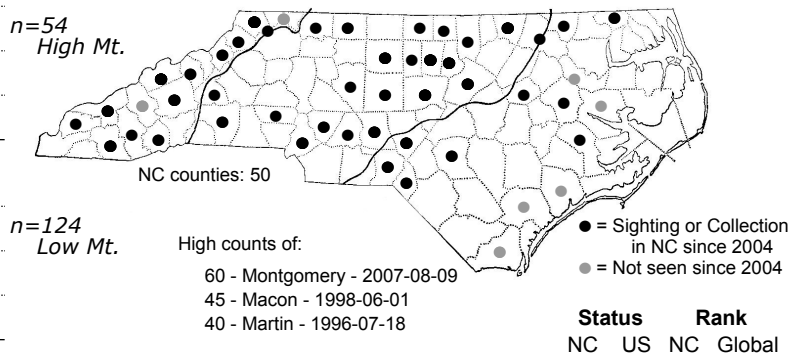 n=54
High Mt.
NC counties: 50
n=124
Low Mt.
High counts of:
60 - Montgomery - 2007-08-09
45 - Macon - 1998-06-01
40 - Martin - 1996-07-18
= Sighting or Collection
in NC since 2004
= Not seen since 2004
Status Rank
NC US NC Global